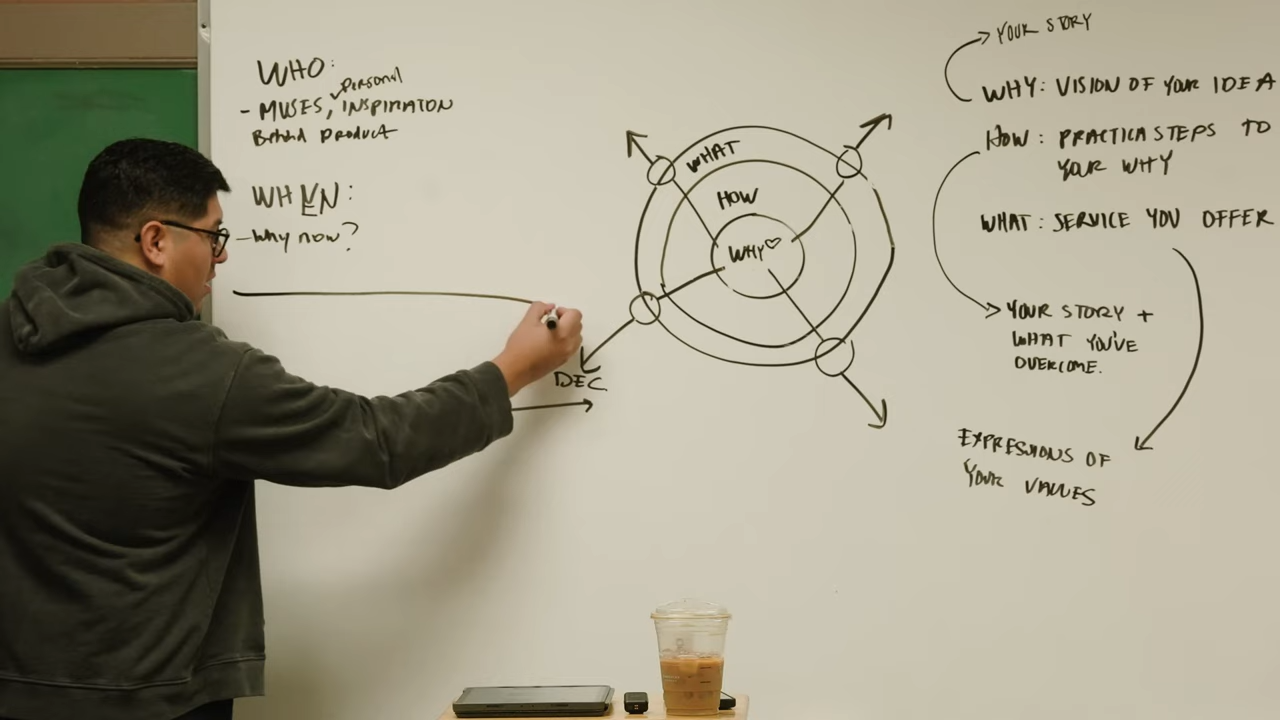 WHO:
personal
- MUSES, INSPIRATON
Behind PRODUCT
WHEN:
- Why now?
WHAT
HOW
WHY♡
DEC
YOUR STORY
WHY: VISION OF YOUR IDEA
HOW: PRACTICA STEPS TO
YOUR WHY
WHAT: SERVICE YOU OFFER
YOUR STORY +
WHAT YOU'VE
OVERCOME.
EXPRESSIONS OF
YOUR VALUES